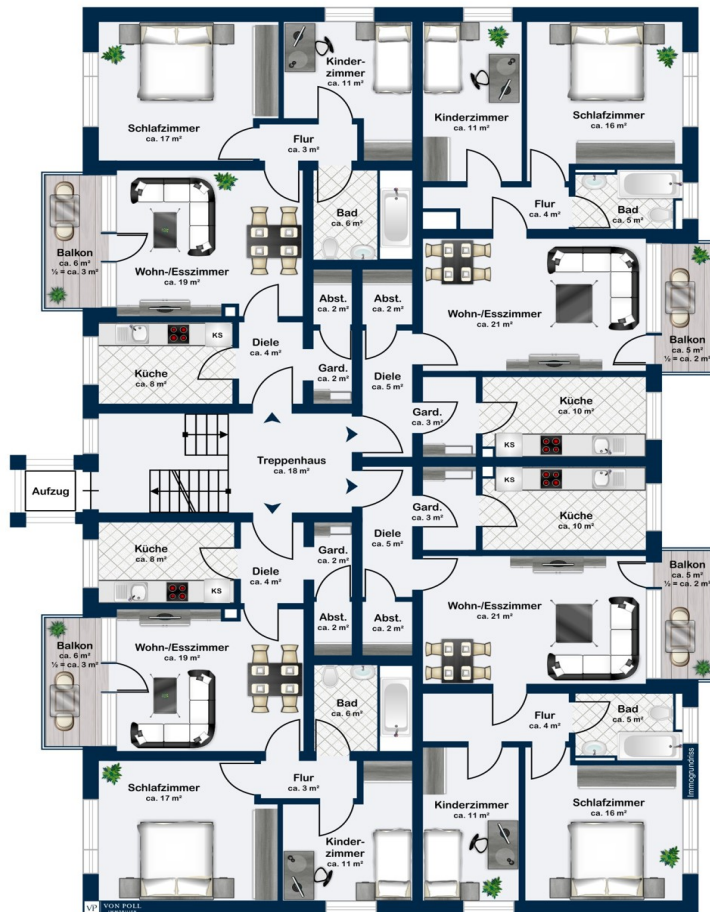 Kinder-
zimmer
ca. 11 m²
Schlafzimmer
ca. 17 m²
Flur
ca. 3 m²
Kinderzimmer
ca. 11 m²
Schlafzimmer
ca. 16 m²
Flur
ca. 4 m²
Bad
ca. 5 m²
Bad
ca. 6 m²
Balkon
ca. 6 m²
½ = ca. 3 m²
Wohn-/Esszimmer
ca. 19 m²
Abst.
ca. 2 m²
Abst.
ca. 2 m²
Wohn-/Esszimmer
ca. 21 m²
Balkon
ca. 5 m²
½ = ca. 2 m²
KS
Küche
ca. 8 m²
Diele
ca. 4 m²
Gard.
ca. 2 m²
Diele
ca. 5 m²
Gard.
ca. 3 m²
Küche
ca. 10 m²
KS
Treppenhaus
ca. 18 m²
Aufzug
KS
Gard.
ca. 3 m²
Küche
ca. 10 m²
Küche
ca. 8 m²
KS
Diele
ca. 4 m²
Gard.
ca. 2 m²
Diele
ca. 5 m²
Abst.
ca. 2 m²
Abst.
ca. 2 m²
Wohn-/Esszimmer
ca. 21 m²
Balkon
ca. 5 m²
½ = ca. 2 m²
Balkon
ca. 6 m²
½ = ca. 3 m²
Wohn-/Esszimmer
ca. 19 m²
Bad
ca. 6 m²
Flur
ca. 4 m²
Bad
ca. 5 m²
Immogrundriss
Flur
ca. 3 m²
Schlafzimmer
ca. 17 m²
Kinder-
zimmer
ca. 11 m²
Kinderzimmer
ca. 11 m²
Schlafzimmer
ca. 16 m²
VP VON POLL
IMMOBILIEN